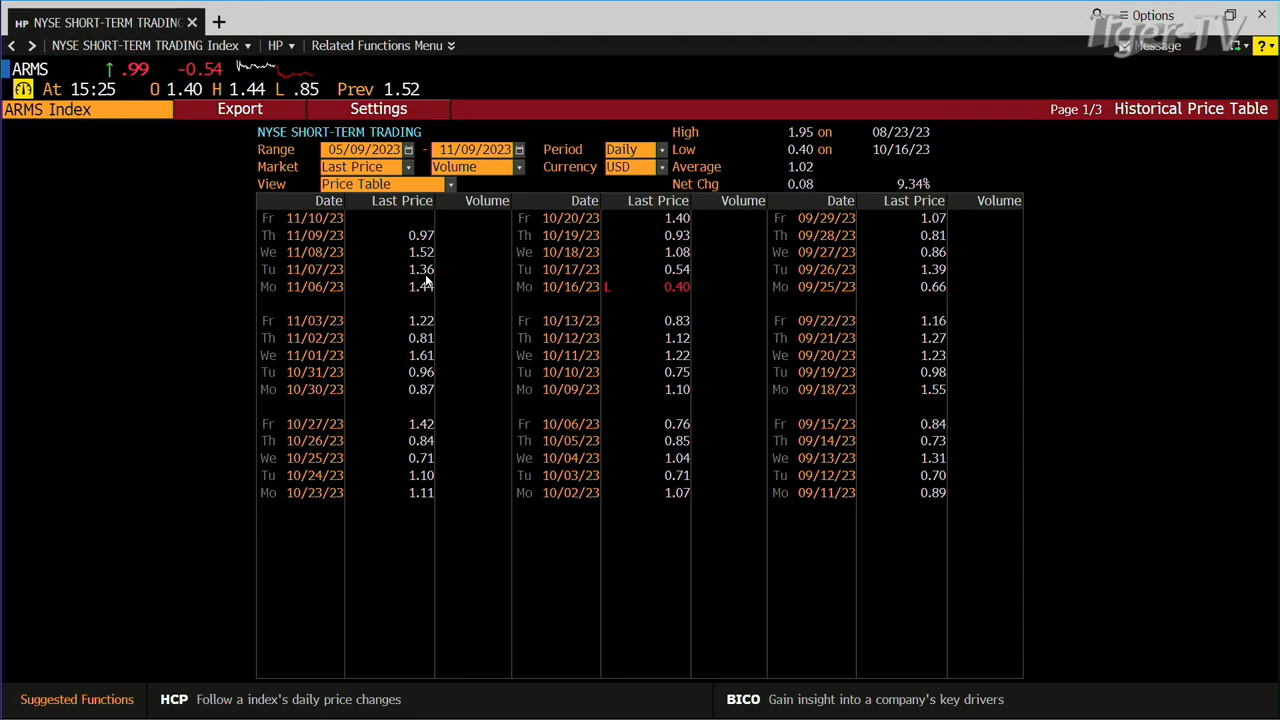 HP NYSE SHORT-TERM TRADING × +
Options
Tiger-TV
< > NYSE SHORT-TERM TRADING Index HP Related Functions Menu Message ?
ARMS ↑ .99 -0.54
At 15:25 O 1.40 H 1.44 L .85 Prev 1.52
ARMS Index Export Settings Page 1/3 Historical Price Table
NYSE SHORT-TERM TRADING High 1.95 on 08/23/23
Range 05/09/2023 - 11/09/2023 Period Daily Low 0.40 on 10/16/23
Market Last Price Volume Currency USD Average 1.02
View Price Table Net Chg 0.08 9.34%
Date Last Price Volume Date Last Price Volume Date Last Price Volume
Fr 11/10/23 Fr 10/20/23 1.40 Fr 09/29/23 1.07
Th 11/09/23 0.97 Th 10/19/23 0.93 Th 09/28/23 0.81
We 11/08/23 1.52 We 10/18/23 1.08 We 09/27/23 0.86
Tu 11/07/23 1.36 Tu 10/17/23 0.54 Tu 09/26/23 1.39
Mo 11/06/23 1.44 Mo 10/16/23 L 0.40 Mo 09/25/23 0.66
Fr 11/03/23 1.22 Fr 10/13/23 0.83 Fr 09/22/23 1.16
Th 11/02/23 0.81 Th 10/12/23 1.12 Th 09/21/23 1.27
We 11/01/23 1.61 We 10/11/23 1.22 We 09/20/23 1.23
Tu 10/31/23 0.96 Tu 10/10/23 0.75 Tu 09/19/23 0.98
Mo 10/30/23 0.87 Mo 10/09/23 1.10 Mo 09/18/23 1.55
Fr 10/27/23 1.42 Fr 10/06/23 0.76 Fr 09/15/23 0.84
Th 10/26/23 0.84 Th 10/05/23 0.85 Th 09/14/23 0.73
We 10/25/23 0.71 We 10/04/23 1.04 We 09/13/23 1.31
Tu 10/24/23 1.10 Tu 10/03/23 0.71 Tu 09/12/23 0.70
Mo 10/23/23 1.11 Mo 10/02/23 1.07 Mo 09/11/23 0.89
Suggested Functions HCP Follow a index's daily price changes BICO Gain insight into a company's key drivers